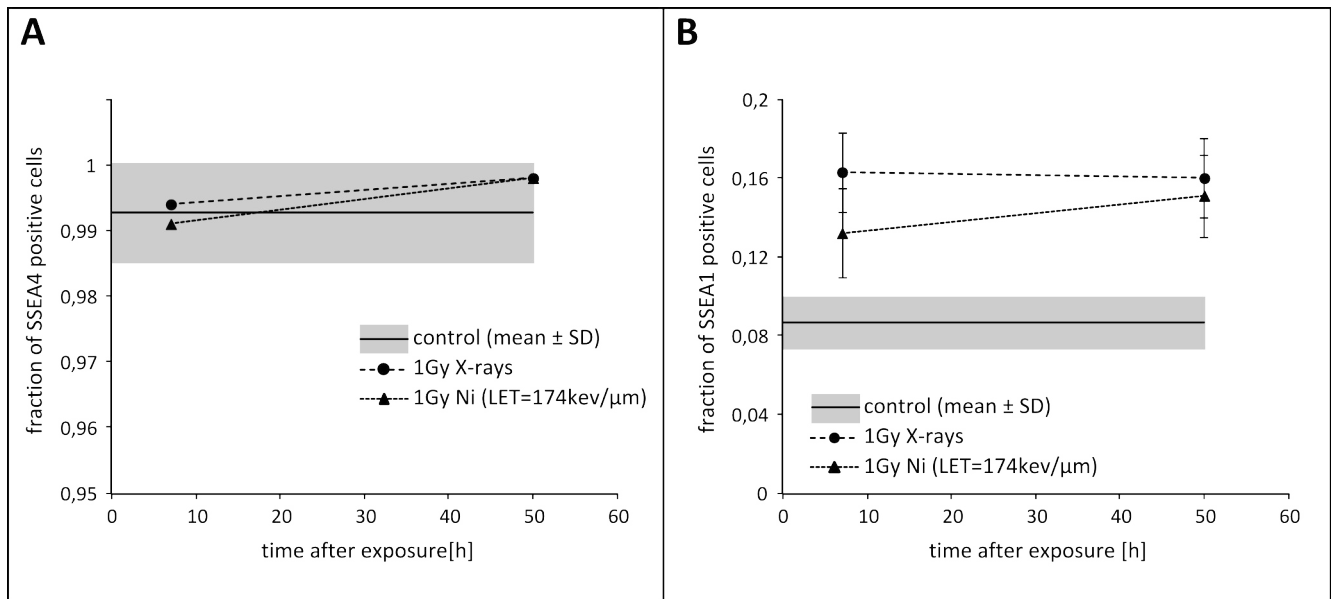 A
fraction of SSEA4 positive cells
1
0,99
0,98
0,97
0,96
0,95
0 10 20 30 40 50 60
time after exposure[h]
control (mean ± SD)
1Gy X-rays
1Gy Ni (LET=174kev/µm)
B
fraction of SSEA1 positive cells
0,2
0,16
0,12
0,08
0,04
0
0 10 20 30 40 50 60
time after exposure [h]
control (mean ± SD)
1Gy X-rays
1Gy Ni (LET=174kev/µm)